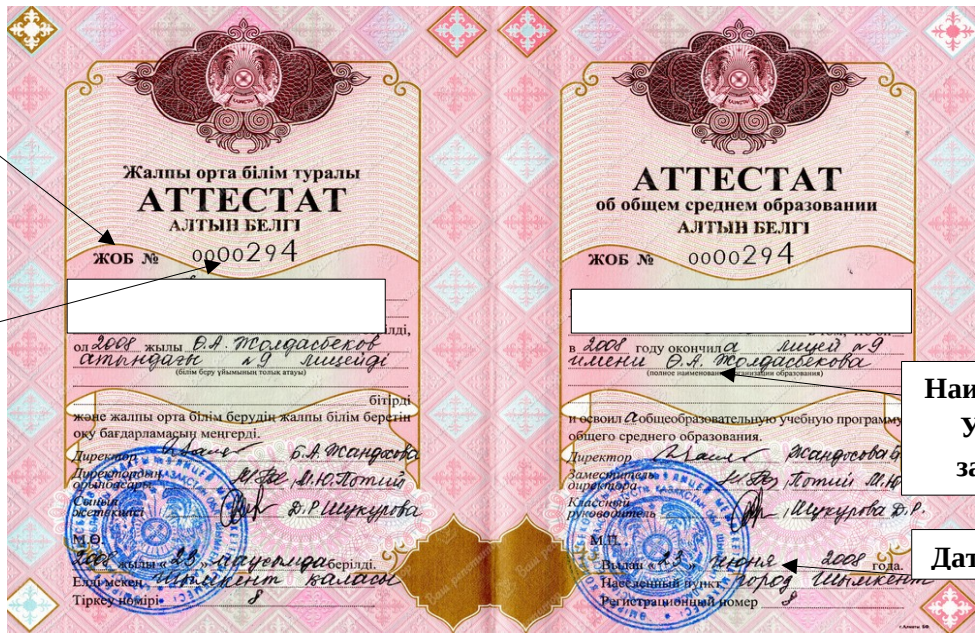 Жалпы орта білім туралы
АТТЕСТАТ
АЛТЫН БЕЛГІ
ЖОБ № 0000294
ілді,
ол 2008 жылы Ө.А. Жолдасбеков
атындағы №9 лицейді
(білім беру ұйымының толық атауы)
бітірді
және жалпы орта білім берудің жалпы білім беретін
оқу бағдарламасын меңгерді.
Директор Б.А. Жандосова
Директордың
орынбасары М.Ю. Потий
Сынып
жетекшісі Д.Р. Шукурова
М.О.
2008 жылы «23» маусымда берілді.
Елді мекен Шымкент қаласы
Тіркеу нөмірі 8
АТТЕСТАТ
об общем среднем образовании
АЛТЫН БЕЛГІ
ЖОБ № 0000294
в 2008 году окончил а лицей №9
имени Ө.А. Жолдасбекова
(полное наименование организации образования)
и освоил а общеобразовательную учебную программу
общего среднего образования.
Директор
Заместитель
директора Потий М.Ю
Классный
руководитель Шукурова Д.Р.
М.П.
Выдан «23» июня 2008 года.
Населенный пункт город Шымкент
Регистрационный номер 8
Наи
У
за
Дат